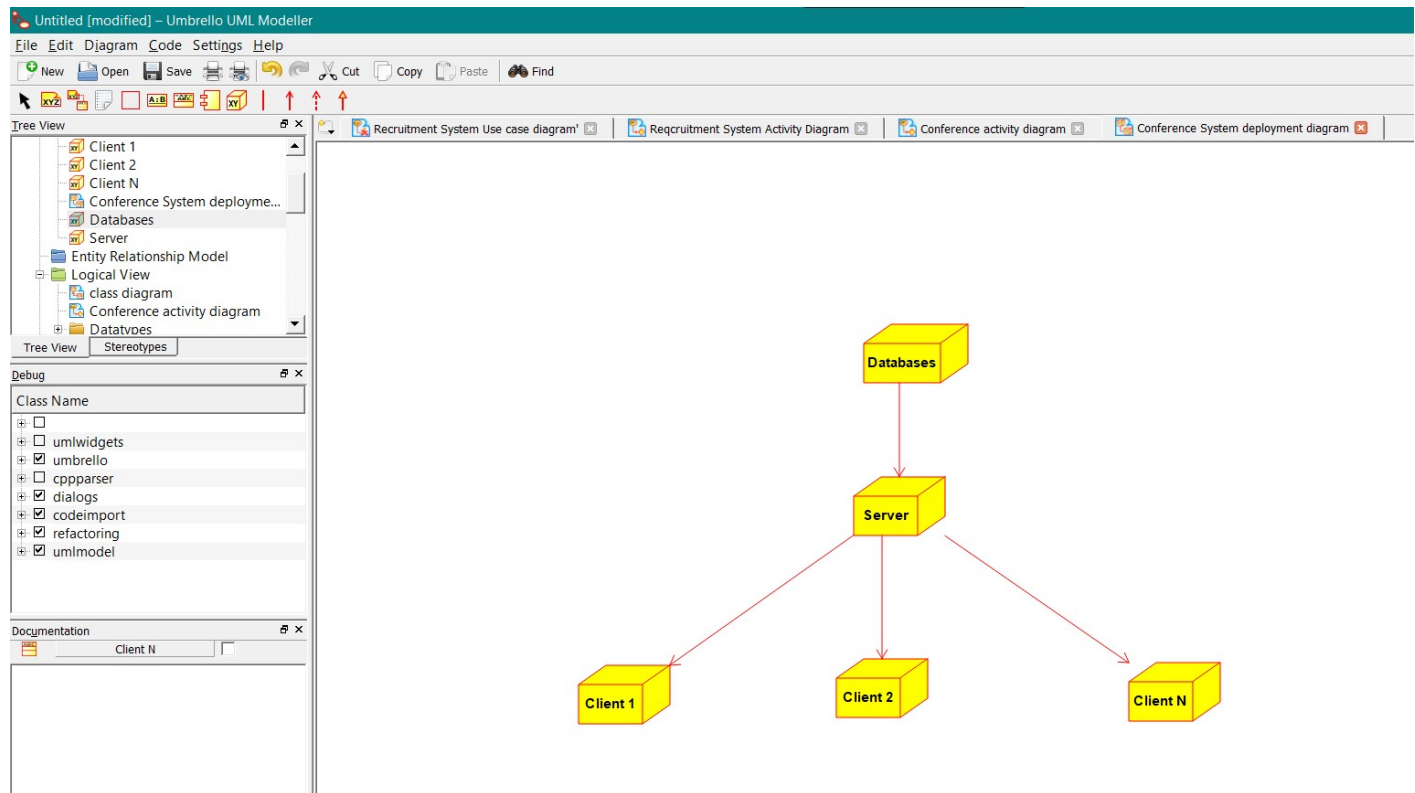 Untitled [modified] – Umbrello UML Modeller
File Edit Diagram Code Settings Help
New Open Save Cut Copy Paste Find
Tree View
Client 1
Client 2
Client N
Conference System deployme...
Databases
Server
Entity Relationship Model
Logical View
class diagram
Conference activity diagram
Datatypes
Tree View Stereotypes
Debug
Class Name
umlwidgets
umbrello
cppparser
dialogs
codeimport
refactoring
umlmodel
Documentation
Client N
Recruitment System Use case diagram' Reqcruitment System Activity Diagram Conference activity diagram Conference System deployment diagram
Databases
Server
Client 1 Client 2 Client N